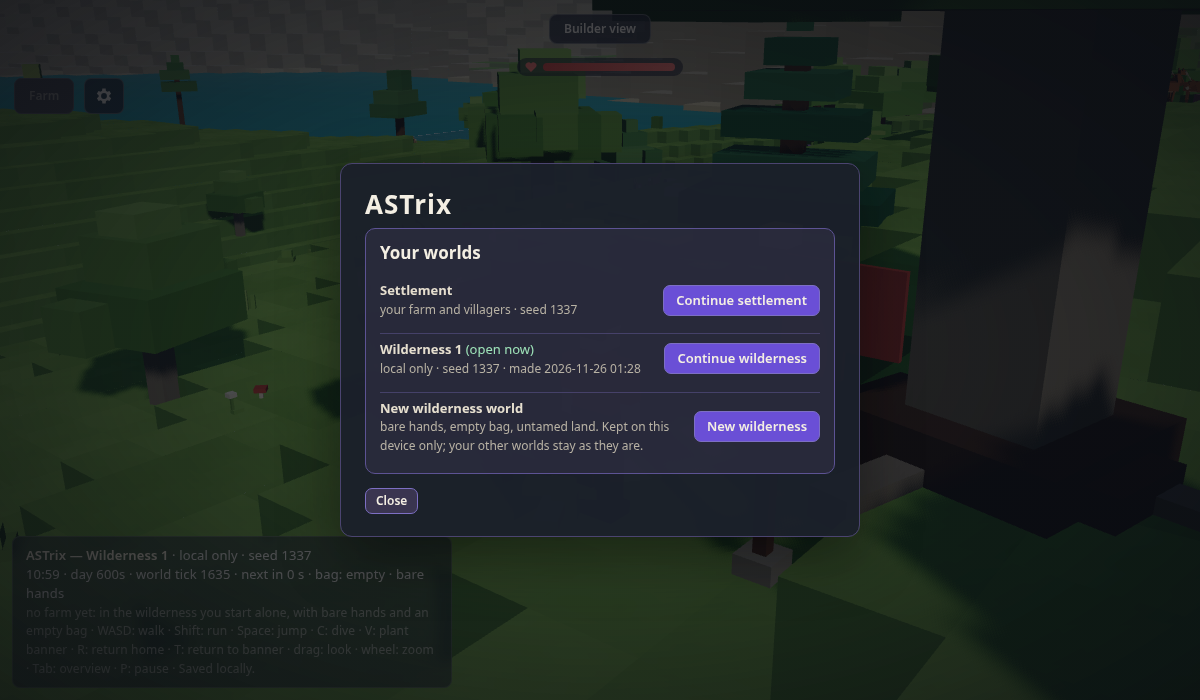 Builder view
Farm
ASTrix
Your worlds
Settlement
your farm and villagers · seed 1337
Continue settlement
Wilderness 1 (open now)
local only · seed 1337 · made 2026-11-26 01:28
Continue wilderness
New wilderness world
bare hands, empty bag, untamed land. Kept on this
device only; your other worlds stay as they are.
New wilderness
Close
ASTrix — Wilderness 1 · local only · seed 1337
10:59 · day 600s · world tick 1635 · next in 0 s · bag: empty · bare
hands
no farm yet: in the wilderness you start alone, with bare hands and an
empty bag · WASD: walk · Shift: run · Space: jump · C: dive · V: plant
banner · R: return home · T: return to banner · drag: look · wheel: zoom
· Tab: overview · P: pause · Saved locally.